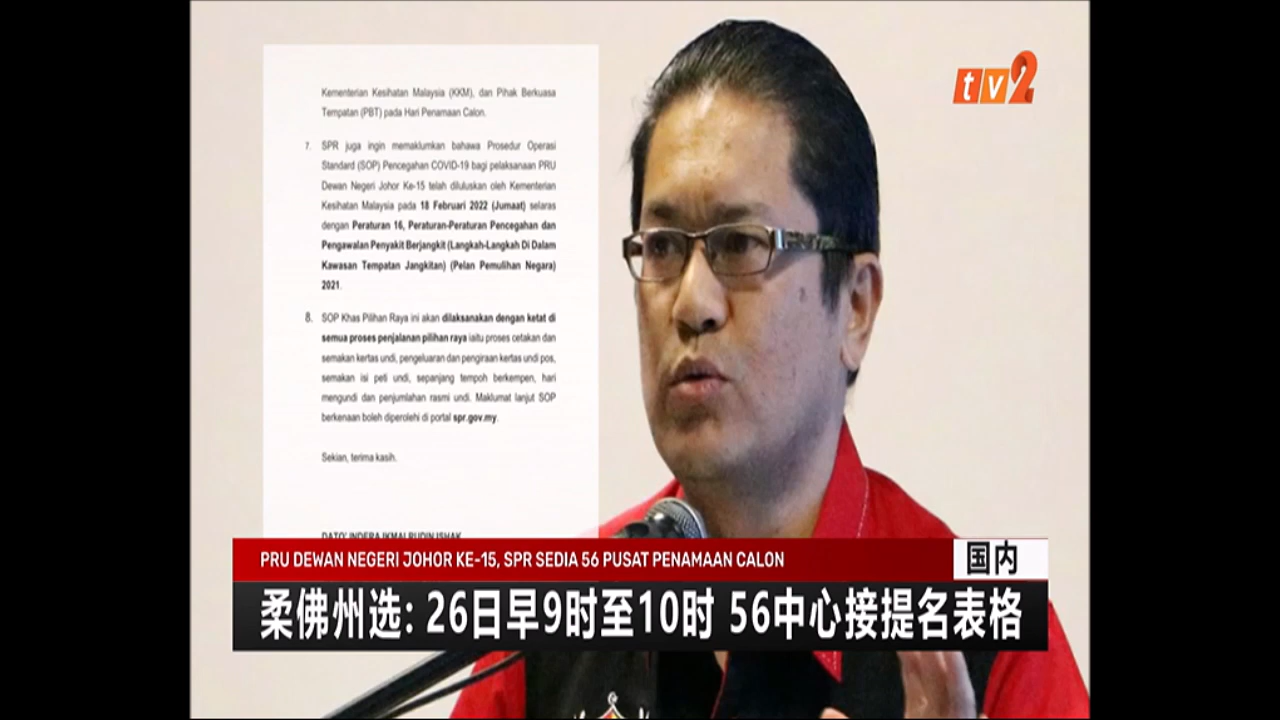 tv2
Kementerian Kesihatan Malaysia (KKM), dan Pihak Berkuasa
Tempatan (PBT) pada Hari Penamaan Calon.
7. SPR juga ingin memaklumkan bahawa Prosedur Operasi
Standard (SOP) Pencegahan COVID-19 bagi pelaksanaan PRU
Dewan Negeri Johor Ke-15 telah diluluskan oleh Kementerian
Kesihatan Malaysia pada 18 Februari 2022 (Jumaat) selaras
dengan Peraturan 16, Peraturan-Peraturan Pencegahan dan
Pengawalan Penyakit Berjangkit (Langkah-Langkah Di Dalam
Kawasan Tempatan Jangkitan) (Pelan Pemulihan Negara)
2021.
8. SOP Khas Pilihan Raya ini akan dilaksanakan dengan ketat di
semua proses penjalanan pilihan raya iaitu proses cetakan dan
semakan kertas undi, pengeluaran dan pengiraan kertas undi pos,
semakan isi peti undi, sepanjang tempoh berkempen, hari
mengundi dan penjumlahan rasmi undi. Maklumat lanjut SOP
berkenaan boleh diperolehi di portal spr.gov.my.
Sekian, terima kasih.
DATO' INDERA IKMALRUDIN ISHAK
PRU DEWAN NEGERI JOHOR KE-15, SPR SEDIA 56 PUSAT PENAMAAN CALON
国内
柔佛州选: 26日早9时至10时 56中心接提名表格